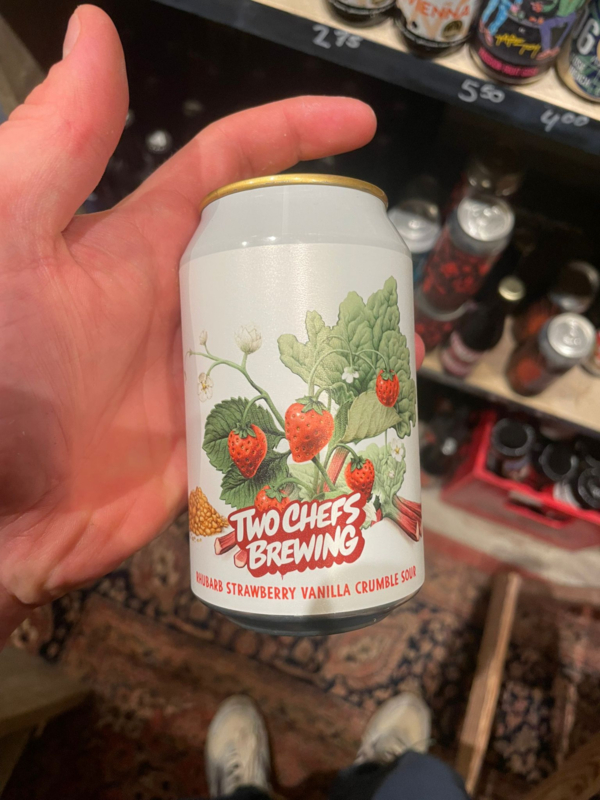 VIENNA
2 75
5 50
4 00
TWO CHEFS
BREWING
RHUBARB STRAWBERRY VANILLA CRUMBLE SOUR